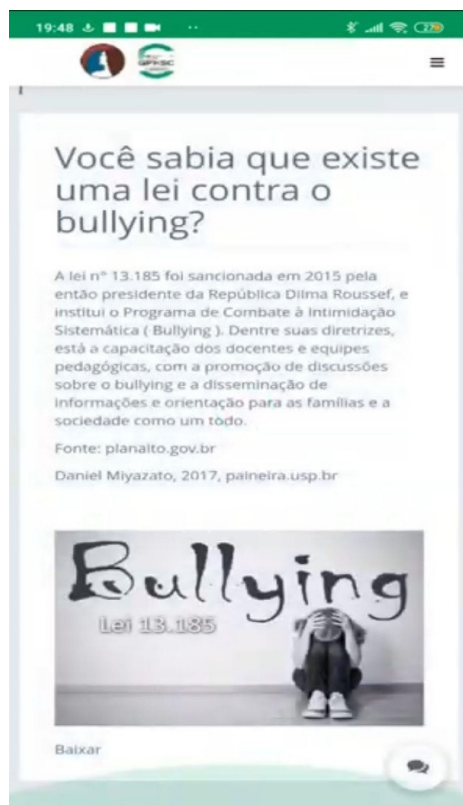 19:48
27
Você sabia que existe
uma lei contra o
bullying?
A lei nº 13.185 foi sancionada em 2015 pela
então presidente da República Dilma Roussef, e
institui o Programa de Combate à Intimidação
Sistemática ( Bullying ). Dentre suas diretrizes,
está a capacitação dos docentes e equipes
pedagógicas, com a promoção de discussões
sobre o bullying e a disseminação de
informações e orientação para as famílias e a
sociedade como um todo.
Fonte: planalto.gov.br
Daniel Miyazato, 2017, paineira.usp.br
Bullying
Lei 13.185
Baixar